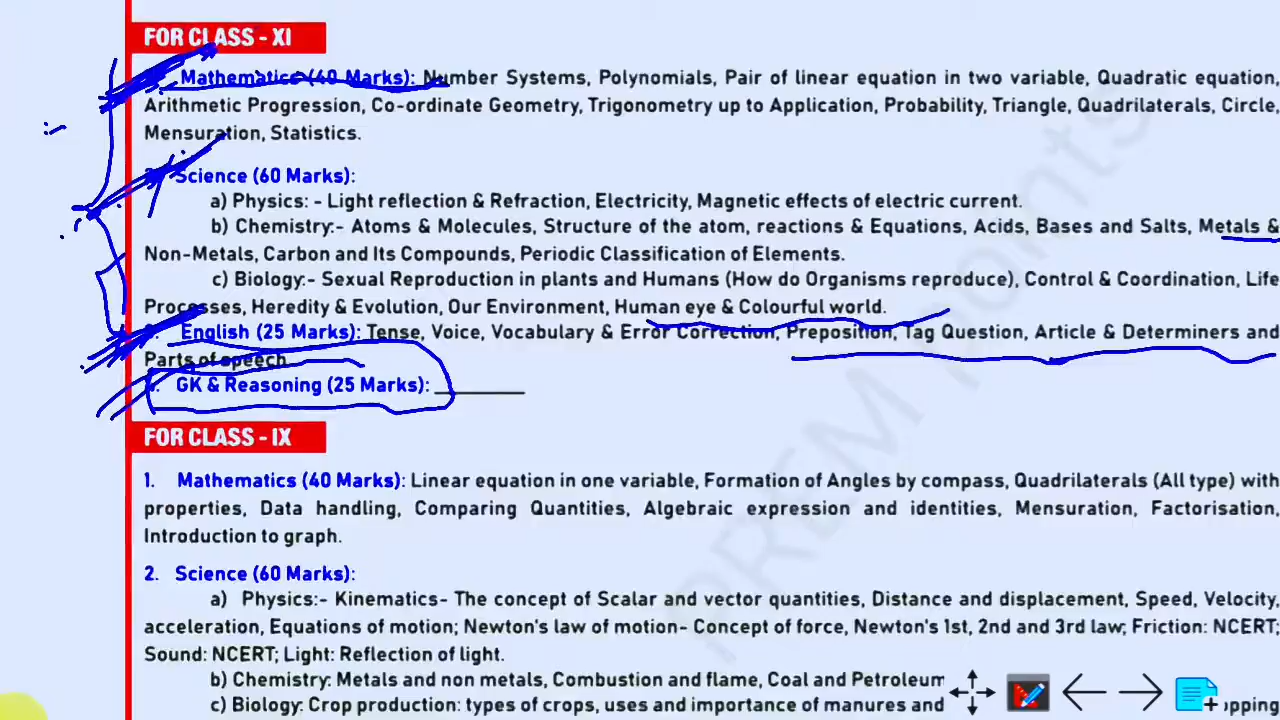 FOR CLASS - XI
Mathematics (40 Marks): Number Systems, Polynomials, Pair of linear equation in two variable, Quadratic equation,
Arithmetic Progression, Co-ordinate Geometry, Trigonometry up to Application, Probability, Triangle, Quadrilaterals, Circle,
Mensuration, Statistics.
Science (60 Marks):
a) Physics: - Light reflection & Refraction, Electricity, Magnetic effects of electric current.
b) Chemistry:- Atoms & Molecules, Structure of the atom, reactions & Equations, Acids, Bases and Salts, Metals &
Non-Metals, Carbon and Its Compounds, Periodic Classification of Elements.
c) Biology:- Sexual Reproduction in plants and Humans (How do Organisms reproduce), Control & Coordination, Life
Processes, Heredity & Evolution, Our Environment, Human eye & Colourful world.
English (25 Marks): Tense, Voice, Vocabulary & Error Correction, Preposition, Tag Question, Article & Determiners and
Parts of speech
GK & Reasoning (25 Marks):
FOR CLASS - IX
1. Mathematics (40 Marks): Linear equation in one variable, Formation of Angles by compass, Quadrilaterals (All type) with
properties, Data handling, Comparing Quantities, Algebraic expression and identities, Mensuration, Factorisation,
Introduction to graph.
2. Science (60 Marks):
a) Physics:- Kinematics- The concept of Scalar and vector quantities, Distance and displacement, Speed, Velocity,
acceleration, Equations of motion; Newton's law of motion- Concept of force, Newton's 1st, 2nd and 3rd law; Friction: NCERT;
Sound: NCERT; Light: Reflection of light.
b) Chemistry: Metals and non metals, Combustion and flame, Coal and Petroleum
c) Biology: Crop production: types of crops, uses and importance of manures and
PREM points